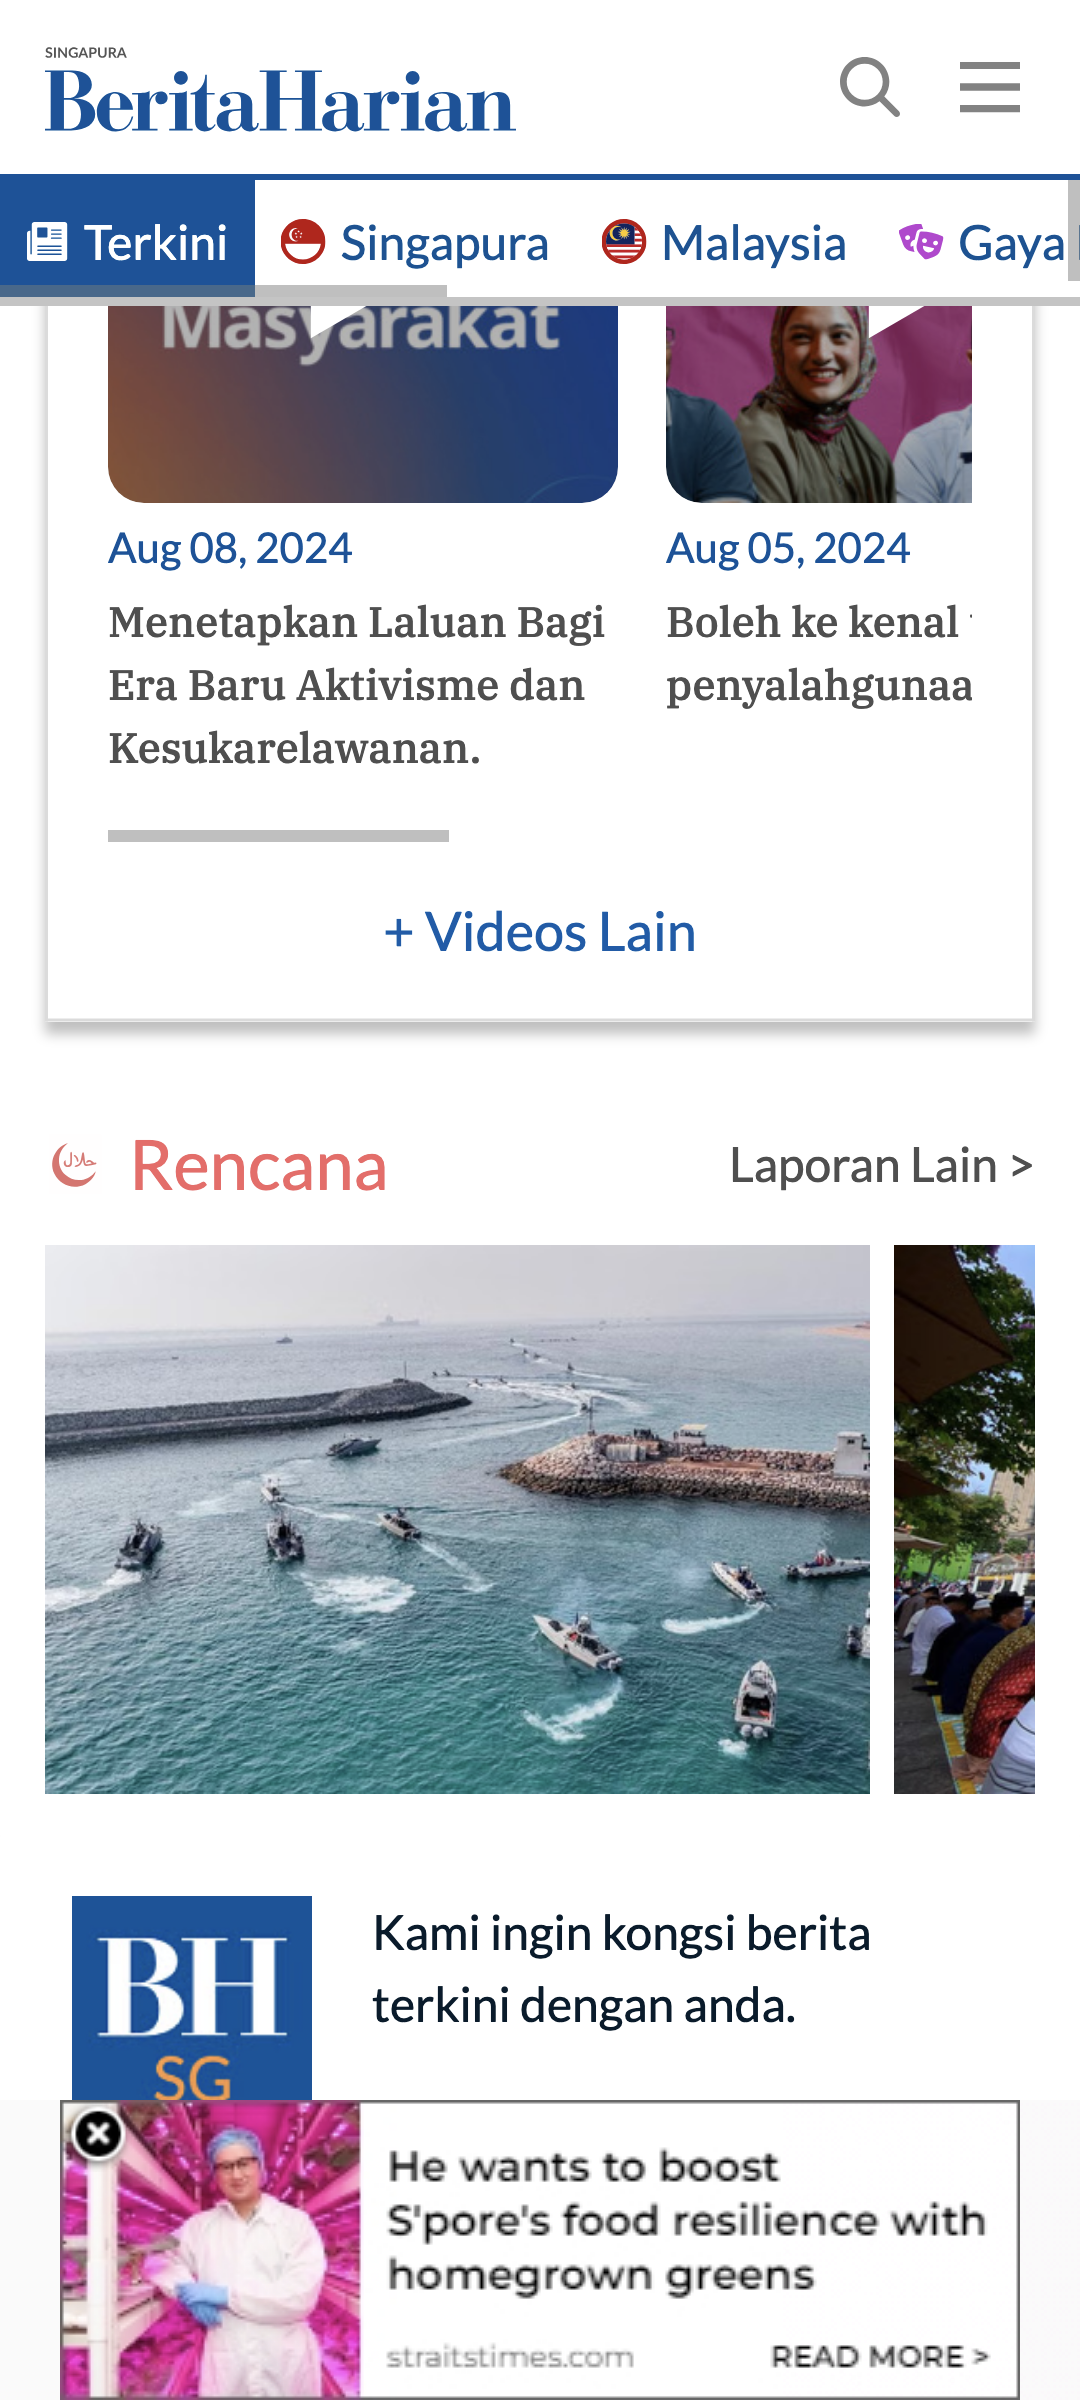 SINGAPURA
BeritaHarian
Terkini
Singapura
Malaysia
Gaya
Masyarakat
Aug 08, 2024
Menetapkan Laluan Bagi
Era Baru Aktivisme dan
Kesukarelawanan.
Aug 05, 2024
Boleh ke kenal
penyalahgunaa
+ Videos Lain
حلال
Rencana
Laporan Lain >
BH
SG
Kami ingin kongsi berita
terkini dengan anda.
He wants to boost
S'pore's food resilience with
homegrown greens
straitstimes.com
READ MORE >